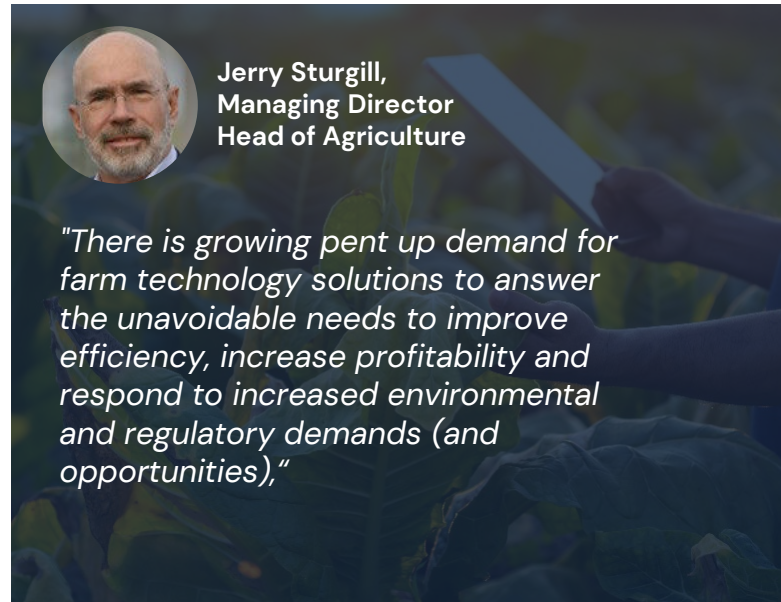 Jerry Sturgill,
Managing Director
Head of Agriculture
"There is growing pent up demand for
farm technology solutions to answer
the unavoidable needs to improve
efficiency, increase profitability and
respond to increased environmental
and regulatory demands (and
opportunities),“